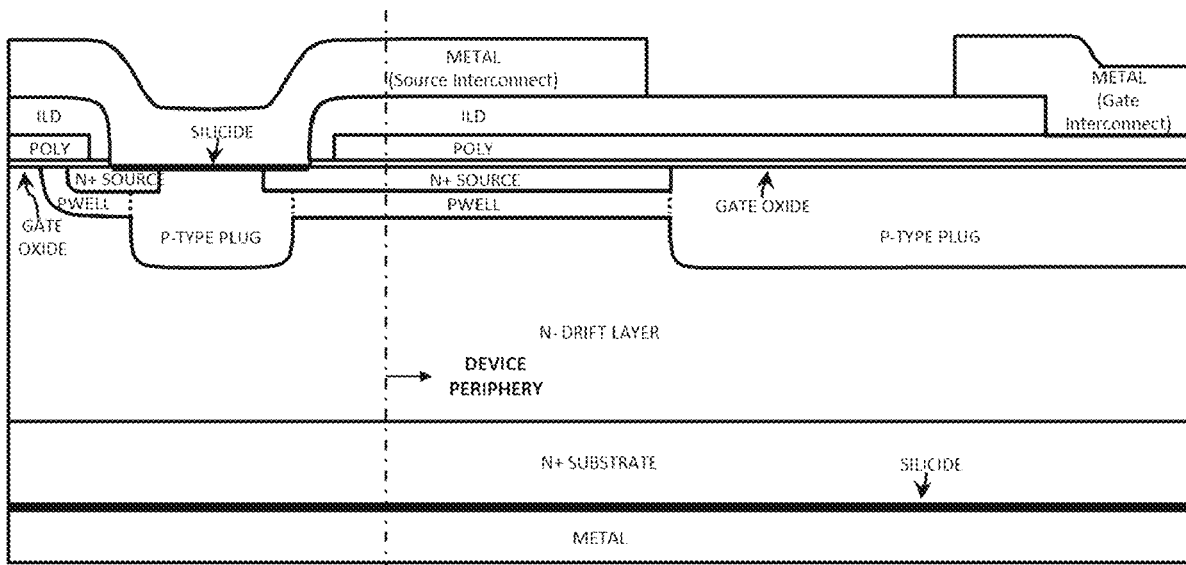 METAL
(Source Interconnect)
METAL
(Gate
Interconnect)
ILD
SILICIDE
ILD
POLY
POLY
N+ SOURC
N+ SOURCE
PWELL
PWELL
GATE OXIDE
GATE
OXIDE
P-TYPE PLUG
P-TYPE PLUG
N- DRIFT LAYER
DEVICE
PERIPHERY
N+ SUBSTRATE
SILICIDE
METAL